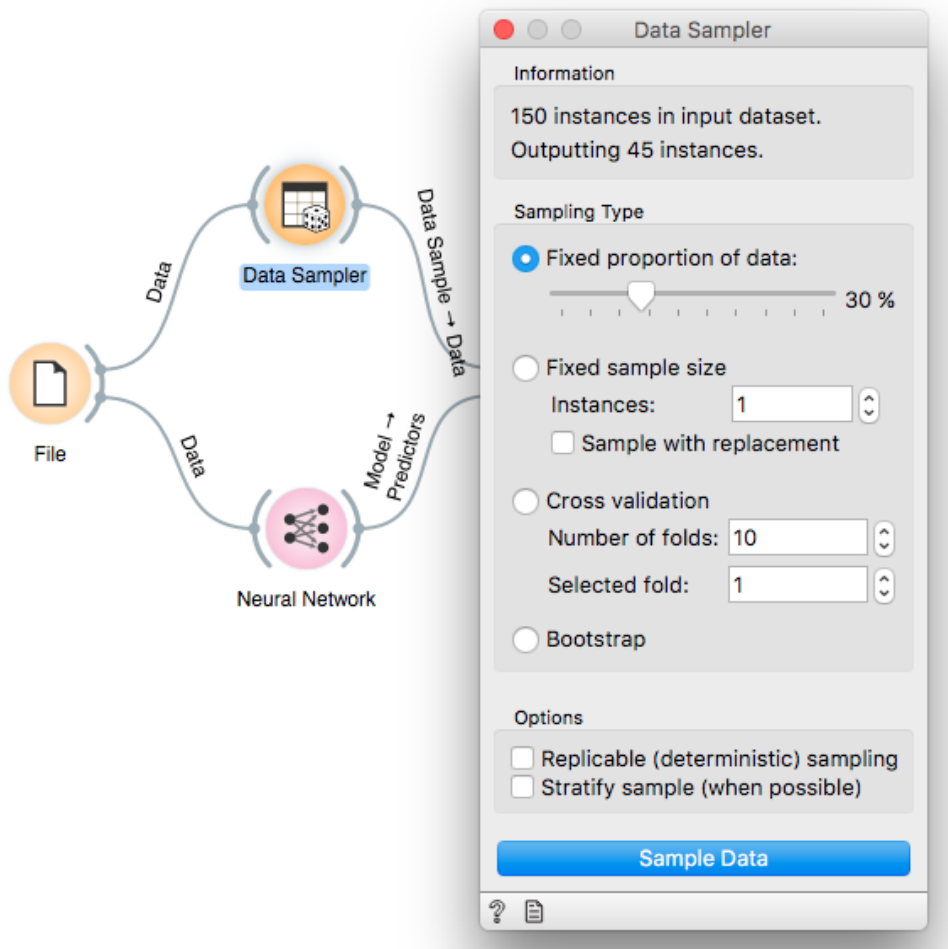 Data Sampler
Information
150 instances in input dataset.
Outputting 45 instances.
Sampling Type
Fixed proportion of data:
30 %
Fixed sample size
Instances: 1
Sample with replacement
Cross validation
Number of folds: 10
Selected fold: 1
Bootstrap
Options
Replicable (deterministic) sampling
Stratify sample (when possible)
Sample Data
?
File
Data
Data Sampler
Data Sample → Data
Data
Neural Network
Model →
Predictors